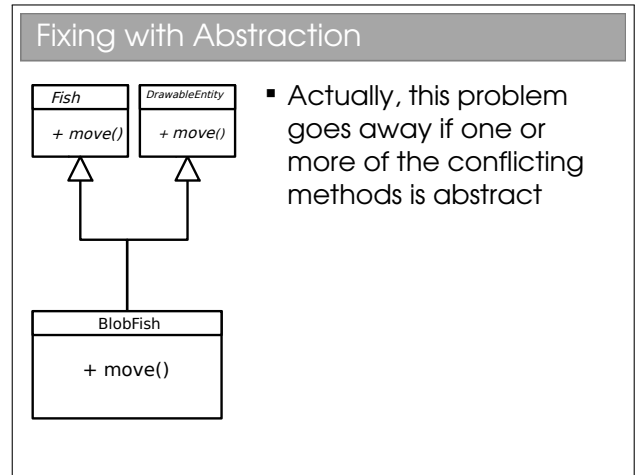 Fixing with Abstraction
Fish
+ move()
DrawableEntity
+ move()
▪ Actually, this problem
goes away if one or
more of the conflicting
methods is abstract
BlobFish
+ move()